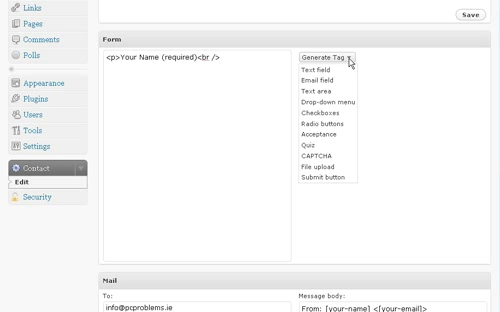 Links
Pages
Comments
Polls
Appearance
Plugins
Users
Tools
Settings
Contact
Edit
Security
Save
Form
<p>Your Name (required)<br />
Generate Tag
Text field
Email field
Text area
Drop-down menu
Checkboxes
Radio buttons
Acceptance
Quiz
CAPTCHA
File upload
Submit button
Mail
To:
info@pcproblems.ie
Message body:
From: [your-name] <[your-email]>